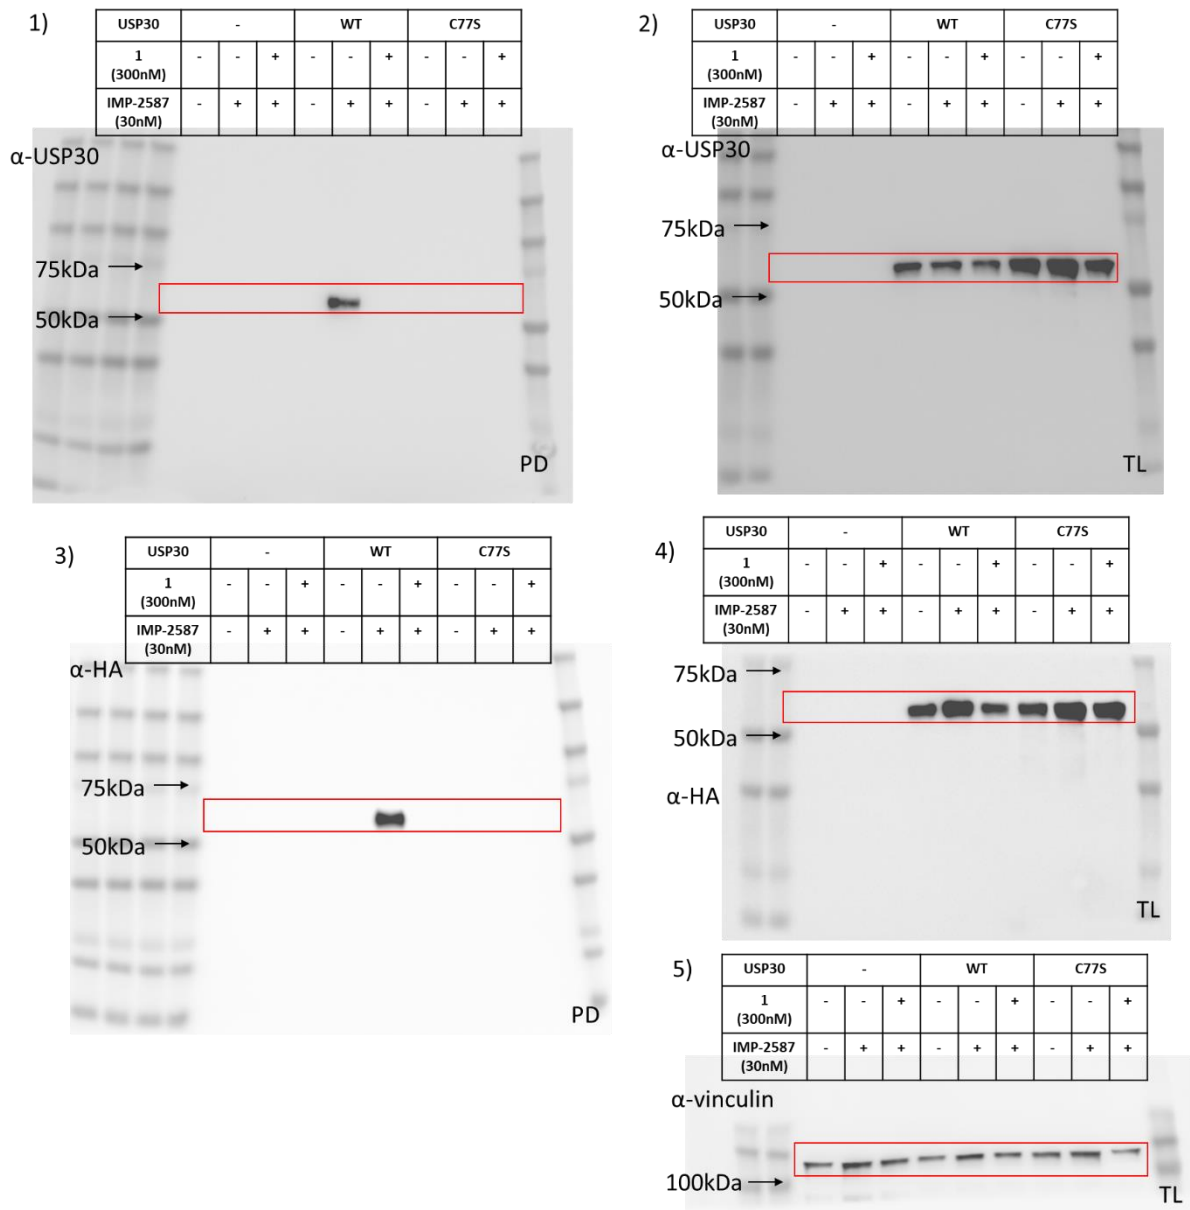 1)
USP30 - WT C77S
1 - - + - - + - - +
(300nM)
IMP-2587 - + + - + + - + +
(30nM)
α-USP30
75kDa
50kDa
PD
2)
USP30 - WT C77S
1 - - + - - + - - +
(300nM)
IMP-2587 - + + - + + - + +
(30nM)
α-USP30
75kDa
50kDa
TL
3)
USP30 - WT C77S
1 - - + - - + - - +
(300nM)
IMP-2587 - + + - + + - + +
(30nM)
α-HA
75kDa
50kDa
PD
4)
USP30 - WT C77S
1 - - + - - + - - +
(300nM)
IMP-2587 - + + - + + - + +
(30nM)
75kDa
50kDa
α-HA
TL
5)
USP30 - WT C77S
1 - - + - - + - - +
(300nM)
IMP-2587 - + + - + + - + +
(30nM)
α-vinculin
100kDa
TL